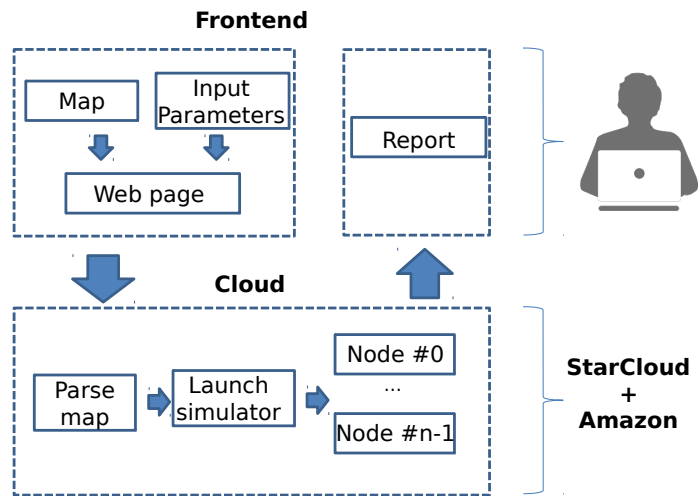 Frontend
Map
Input
Parameters
Web page
Report
Cloud
Parse
map
Launch
simulator
Node #0
...
Node #n-1
StarCloud
+
Amazon